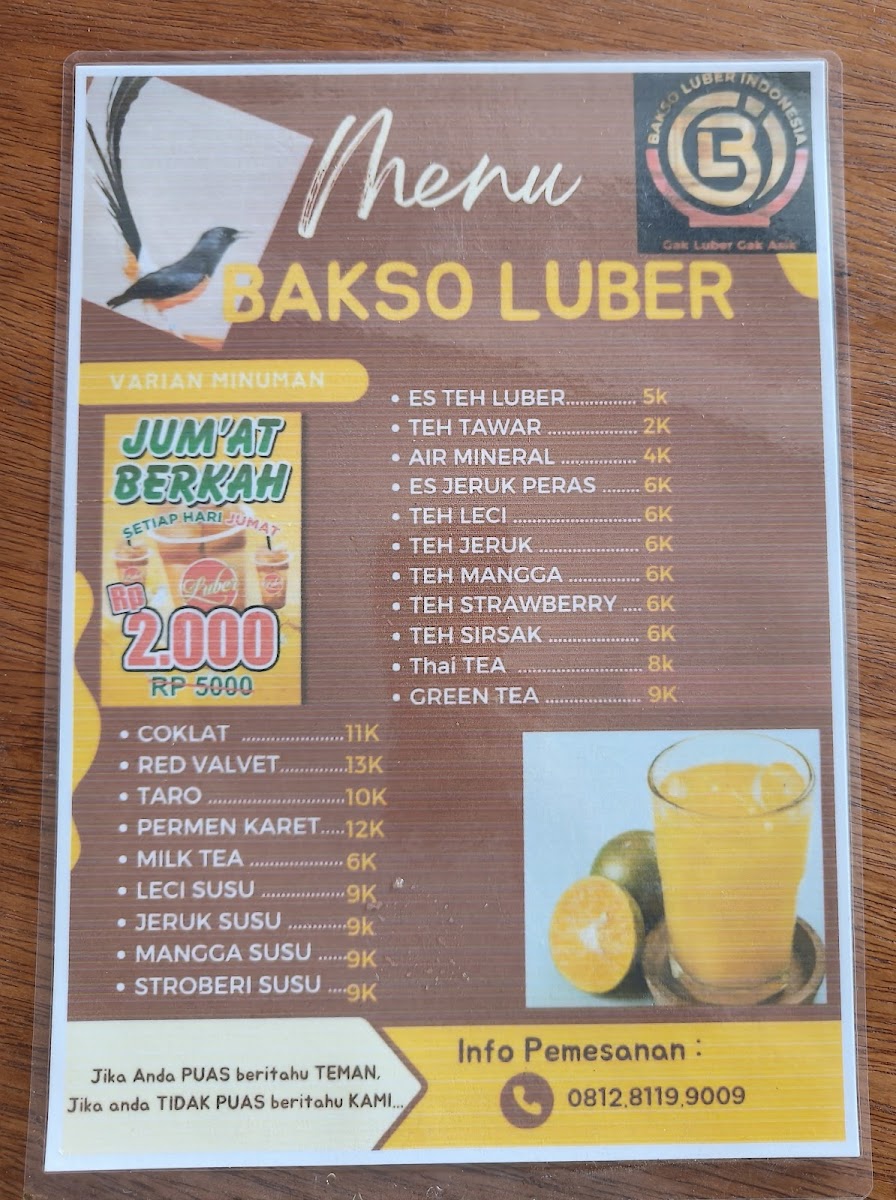 Menu
BAKSO LUBER INDONESIA
LB
Gak Luber Gak Asik
BAKSO LUBER
VARIAN MINUMAN
JUM'AT
BERKAH
SETIAP HARI JUMAT
Luber
Rp
2.000
RP 5000
• ES TEH LUBER............... 5k
• TEH TAWAR ................... 2K
• AIR MINERAL ................ 4K
• ES JERUK PERAS ........ 6K
• TEH LECI ........................... 6K
• TEH JERUK ..................... 6K
• TEH MANGGA ............... 6K
• TEH STRAWBERRY .... 6K
• TEH SIRSAK ................... 6K
• Thai TEA ......................... 8k
• GREEN TEA .................... 9K
• COKLAT ......................11K
• RED VALVET..............13K
• TARO .............................10K
• PERMEN KARET.....12K
• MILK TEA ....................6K
• LECI SUSU ..................9K
• JERUK SUSU ............9k
• MANGGA SUSU ......9K
• STROBERI SUSU ....9K
Jika Anda PUAS beritahu TEMAN,
Jika anda TIDAK PUAS beritahu KAMI...
Info Pemesanan :
0812.8119.9009